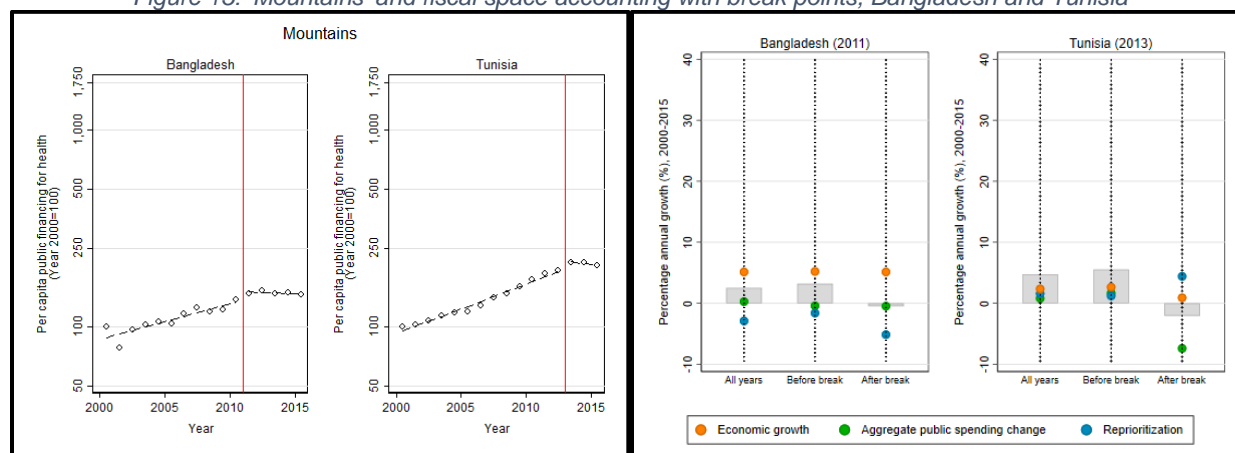 Figure 13. 'Mountains' and fiscal space accounting with break points, Bangladesh and Tunisia
Mountains
Bangladesh
Tunisia
Per capita public financing for health
(Year 2000=100)
1,750
1,000
500
250
100
50
2000
2005
2010
2015
Year
Per capita public financing for health
(Year 2000=100)
1,750
1,000
500
250
100
50
2000
2005
2010
2015
Year
Bangladesh (2011)
Tunisia (2013)
Percentage annual growth (%), 2000-2015
40
30
20
10
0
-10
All years
Before break
After break
Percentage annual growth (%), 2000-2015
40
30
20
10
0
-10
All years
Before break
After break
Economic growth
Aggregate public spending change
Reprioritization